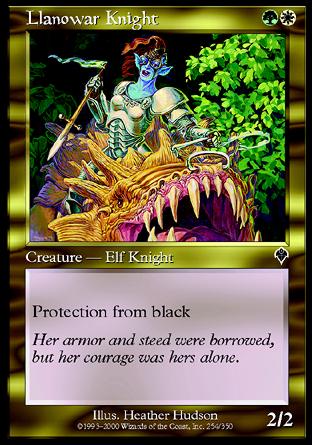 Llanowar Knight
Creature — Elf Knight
Protection from black
Her armor and steed were borrowed,
but her courage was hers alone.
2/2
Illus. Heather Hudson
©1993–2000 Wizards of the Coast, Inc. 254/350